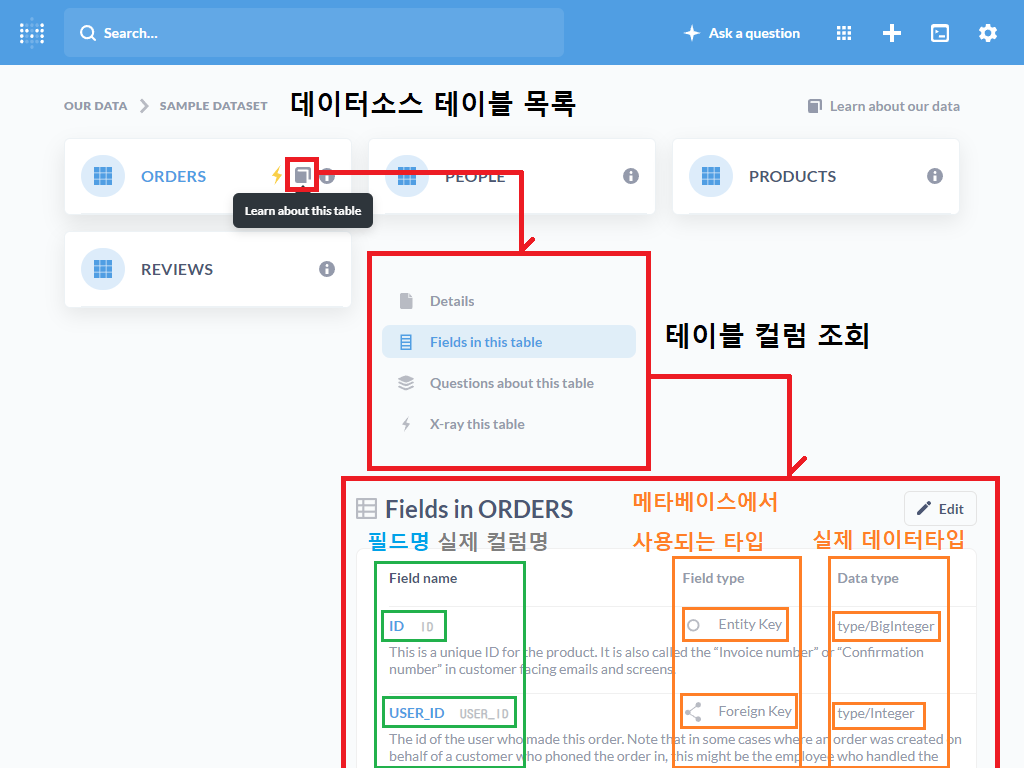 Search...
Ask a question
OUR DATA > SAMPLE DATASET
데이터소스 테이블 목록
Learn about our data
ORDERS
PEOPLE
PRODUCTS
Learn about this table
REVIEWS
Details
Fields in this table
Questions about this table
X-ray this table
테이블 컬럼 조회
Fields in ORDERS
메타베이스에서
Edit
필드명 실제 컬럼명
사용되는 타입
실제 데이터타입
Field name
Field type
Data type
ID ID
Entity Key
type/BigInteger
This is a unique ID for the product. It is also called the “Invoice number” or “Confirmation
number” in customer facing emails and screens.
USER_ID USER_ID
Foreign Key
type/Integer
The id of the user who made this order. Note that in some cases where an order was created on
behalf of a customer who phoned the order in, this might be the employee who handled the